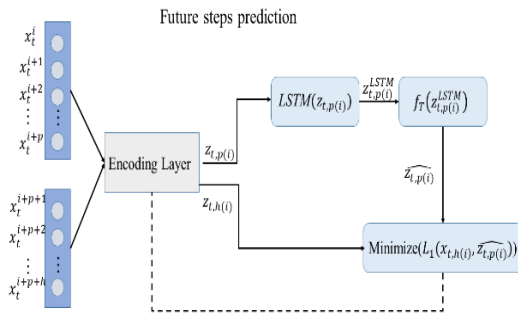 Future steps prediction
x_t^i
x_t^{i+1}
x_t^{i+2}
⋮ ⋮
x_t^{i+p}
x_t^{i+p+1}
x_t^{i+p+2}
⋮ ⋮
x_t^{i+p+h}
Encoding Layer
z_{t,p(i)}
z_{t,h(i)}
LSTM(z_{t,p(i)})
z_{t,p(i)}^{LSTM}
f_T(z_{t,p(i)}^{LSTM})
\widehat{z_{t,p(i)}}
Minimize(L_1(x_{t,h(i)}, \widehat{z_{t,p(i)}}))